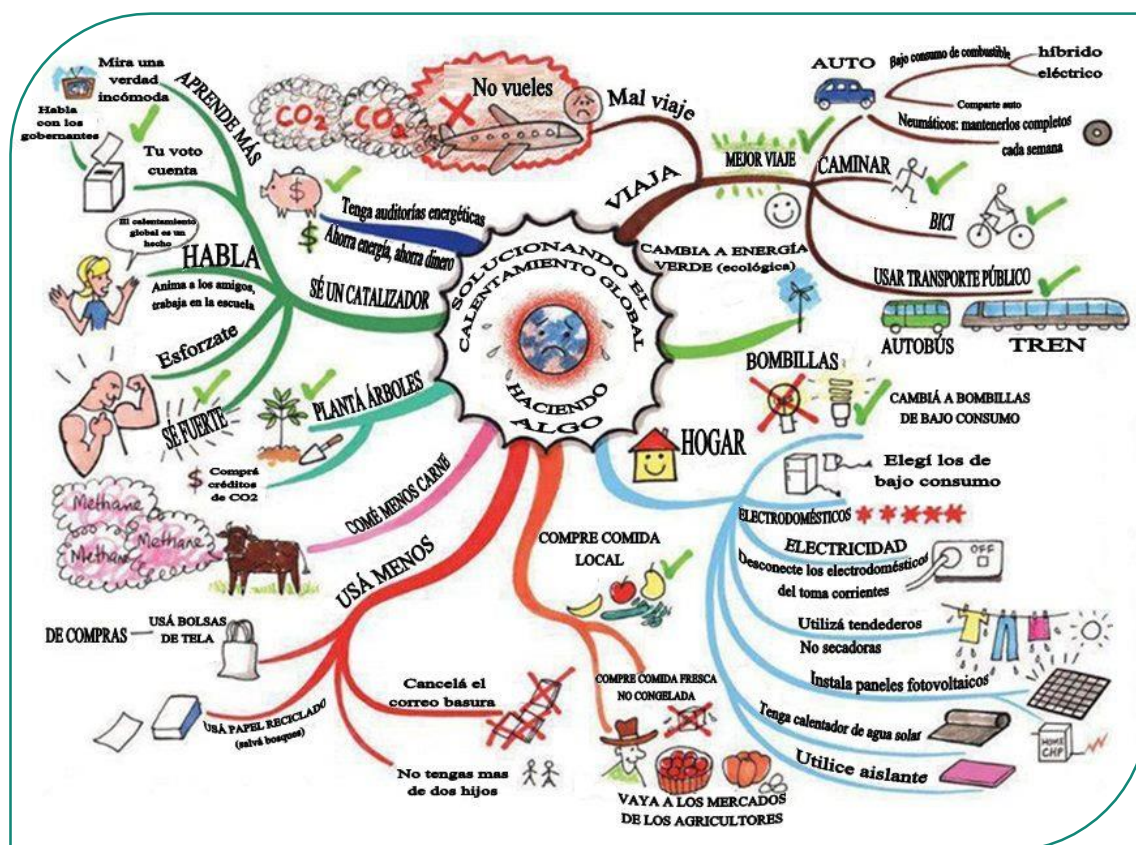 SOLUCIONANDO EL
CALENTAMIENTO GLOBAL
HACIENDO
ALGO
VIAJA
Mal viaje
No vueles
CO2
CO2
MEJOR VIAJE
AUTO
Bajo consumo de combustible
híbrido
eléctrico
Comparte auto
Neumáticos: mantenerlos completos
cada semana
CAMINAR
BICI
USAR TRANSPORTE PÚBLICO
AUTOBÚS
TREN
CAMBIA A ENERGÍA
VERDE (ecológica)
HOGAR
BOMBILLAS
CAMBIÁ A BOMBILLAS
DE BAJO CONSUMO
Elegí los de
bajo consumo
ELECTRODOMÉSTICOS
ELECTRICIDAD
OFF
Desconecte los electrodomésticos
del toma corrientes
Utilizá tendederos
No secadoras
Instala paneles fotovoltaicos
HOME
CHP
Tenga calentador de agua solar
Utilice aislante
COMPRE COMIDA
LOCAL
COMPRE COMIDA FRESCA
NO CONGELADA
VAYA A LOS MERCADOS
DE LOS AGRICULTORES
USÁ MENOS
DE COMPRAS
USÁ BOLSAS
DE TELA
USÁ PAPEL RECICLADO
(salvá bosques)
Cancelá el
correo basura
No tengas mas
de dos hijos
COMÉ MENOS CARNE
Methane
Methane
Methane
PLANTÁ ÁRBOLES
$ Comprá
créditos
de CO2
SÉ UN CATALIZADOR
APRENDE MÁS
Mira una
verdad
incómoda
Habla
con los
gobernantes
Tu voto
cuenta
HABLA
El calentamiento
global es un
hecho
Anima a los amigos,
trabaja en la escuela
Esforzate
SÉ FUERTE
Tenga auditorías energéticas
Ahorra energía, ahorra dinero
$
$